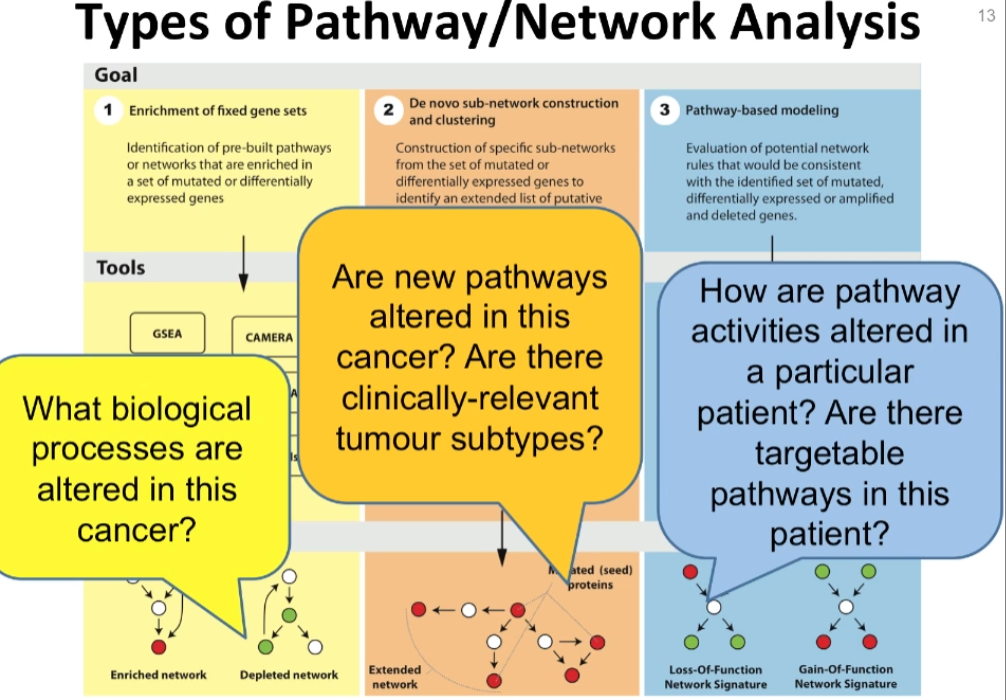 Types of Pathway/Network Analysis
13
Goal
1
Enrichment of fixed gene sets
Identification of pre-built pathways
or networks that are enriched in
a set of mutated or differentially
expressed genes
2
De novo sub-network construction
and clustering
Construction of specific sub-networks
from the set of mutated or
differentially expressed genes to
identify an extended list of putative
3
Pathway-based modeling
Evaluation of potential network
rules that would be consistent
with the identified set of mutated,
differentially expressed or amplified
and deleted genes.
Tools
GSEA
CAMERA
What biological
processes are
altered in this
cancer?
Are new pathways
altered in this
cancer? Are there
clinically-relevant
tumour subtypes?
How are pathway
activities altered in
a particular
patient? Are there
targetable
pathways in this
patient?
Enriched network
Depleted network
(seed)
proteins
Extended
network
Loss-Of-Function
Network Signature
Gain-Of-Function
Network Signature